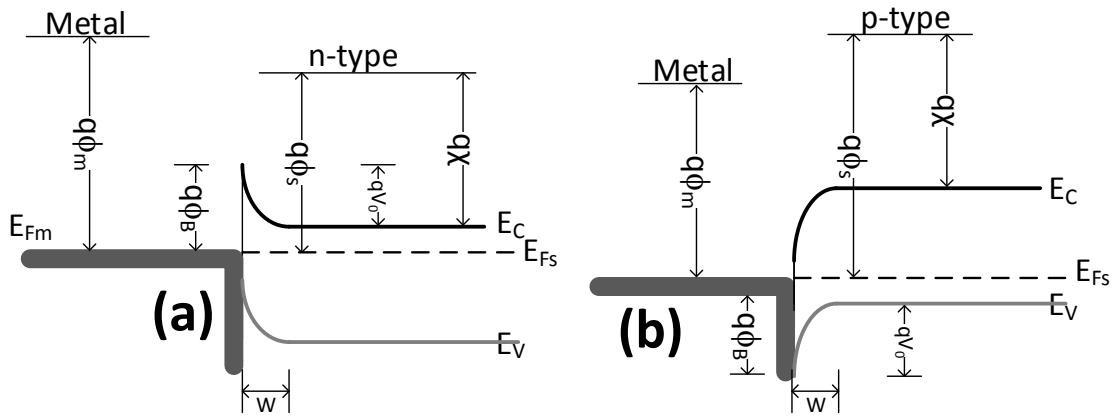 Metal
n-type
qϕm
qϕB
qϕs
qV0
qχ
EFm
EC
EFs
EV
(a)
w
p-type
Metal
qϕm
qϕs
qχ
EC
EFs
EV
(b)
qϕB
qV0
w